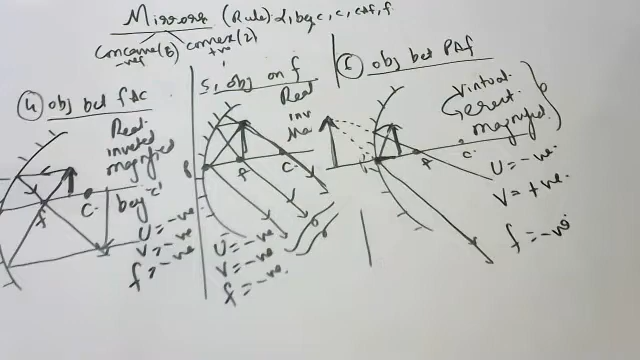 Mirrors (Rule): ∞, bey c, c, c&f, f.
concave(6) convex(2)
-ve +ve
4) obj bet f&c
Real
inverted
magnified
f c
bey 'c'
U = -ve
V = -ve
f = -ve
5, obj on f
Real
inv
f c
U = -ve
V = -ve
f = -ve.
6) obj bet P&f
Virtual.
Erect.
magnified.
f c
U = -ve.
V = +ve.
f = -ve